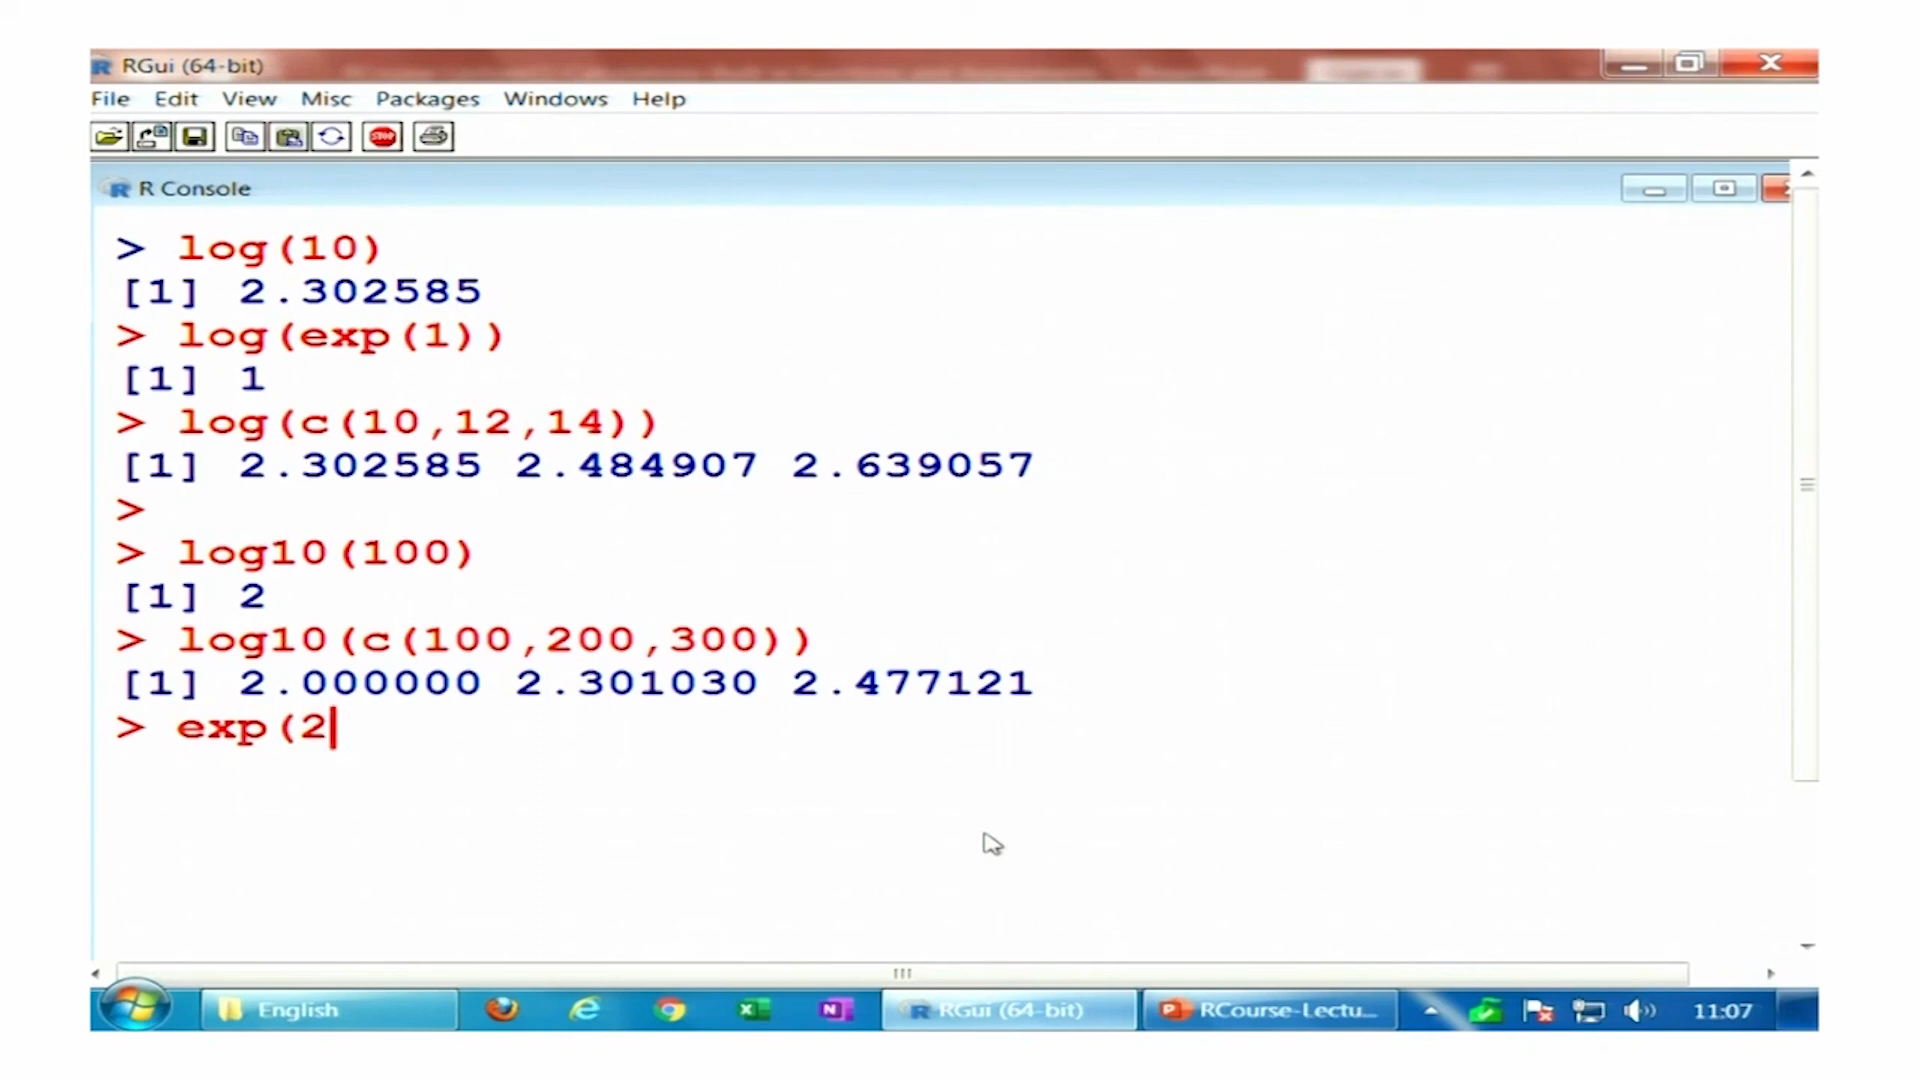 RGui (64-bit)
File Edit View Misc Packages Windows Help
STOP
R Console
> log(10)
[1] 2.302585
> log(exp(1))
[1] 1
> log(c(10,12,14))
[1] 2.302585 2.484907 2.639057
>
> log10(100)
[1] 2
> log10(c(100,200,300))
[1] 2.000000 2.301030 2.477121
> exp(2
English RGui (64-bit) RCourse-Lectu... 11:07